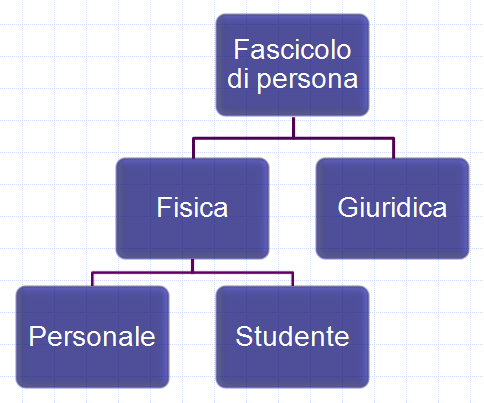 Fascicolo
di persona
Fisica
Giuridica
Personale
Studente